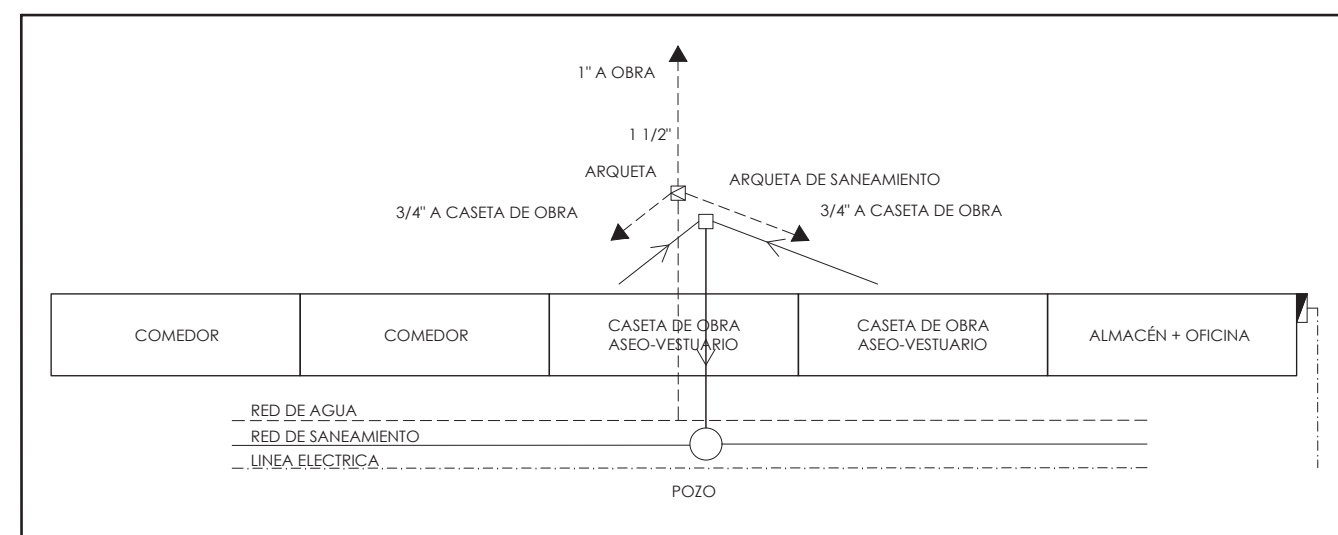 1" A OBRA
1 1/2"
ARQUETA
ARQUETA DE SANEAMIENTO
3/4" A CASETA DE OBRA
3/4" A CASETA DE OBRA
COMEDOR
COMEDOR
CASETA DE OBRA
ASEO-VESTUARIO
CASETA DE OBRA
ASEO-VESTUARIO
ALMACÉN + OFICINA
RED DE AGUA
RED DE SANEAMIENTO
LINEA ELECTRICA
POZO